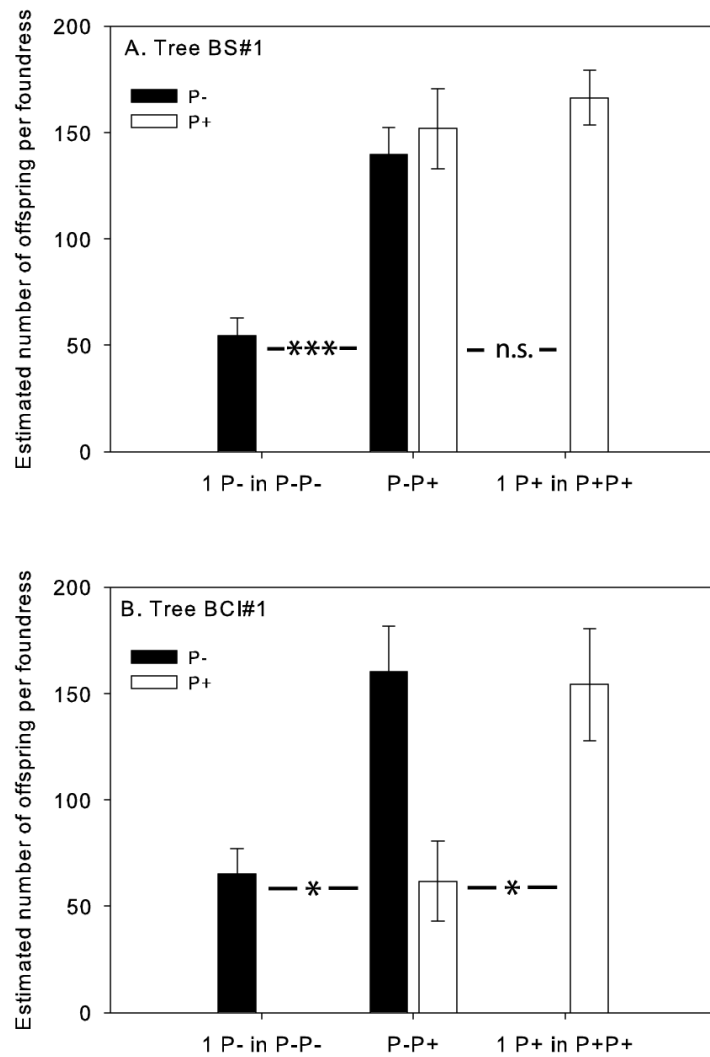 A. Tree BS#1
P-
P+
Estimated number of offspring per foundress
200
150
100
50
0
***
n.s.
1 P- in P-P-
P-P+
1 P+ in P+P+
B. Tree BCI#1
P-
P+
Estimated number of offspring per foundress
200
150
100
50
0
*
*
1 P- in P-P-
P-P+
1 P+ in P+P+